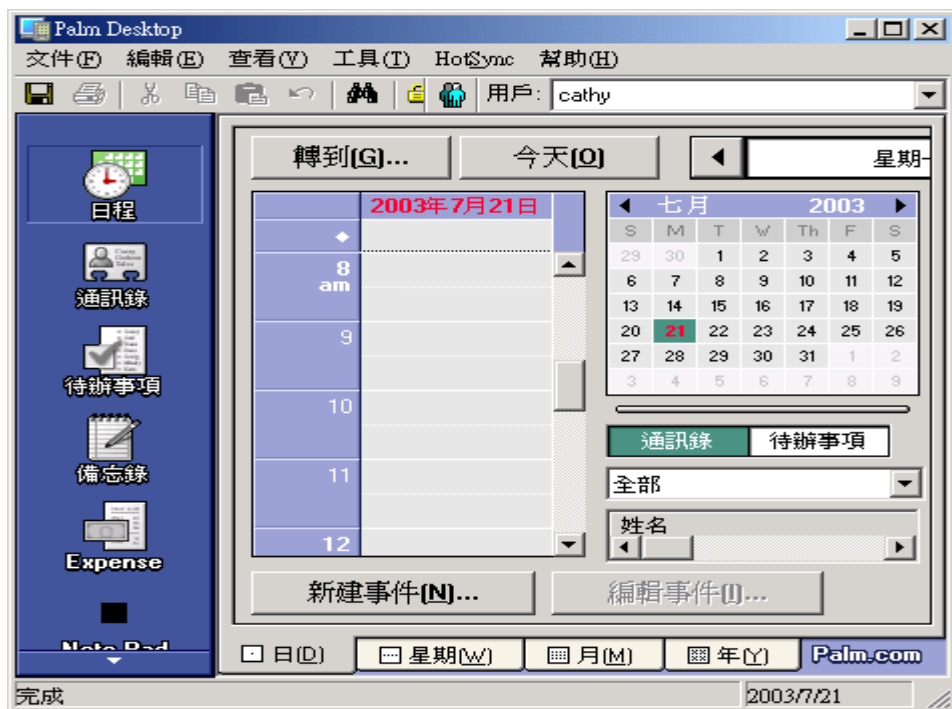 Palm Desktop
文件(F) 編輯(E) 查看(V) 工具(T) HotSync 幫助(H)
用戶: cathy
日程
通訊錄
待辦事項
備忘錄
Expense
Note Pad
轉到(G)... 今天(O) 星期一
2003年7月21日
8 am
9
10
11
12
七月 2003
S M T W Th F S
29 30 1 2 3 4 5
6 7 8 9 10 11 12
13 14 15 16 17 18 19
20 21 22 23 24 25 26
27 28 29 30 31 1 2
3 4 5 6 7 8 9
通訊錄 待辦事項
全部
姓名
新建事件(N)... 編輯事件(I)...
日(D) 星期(W) 月(M) 年(Y) Palm.com
完成 2003/7/21